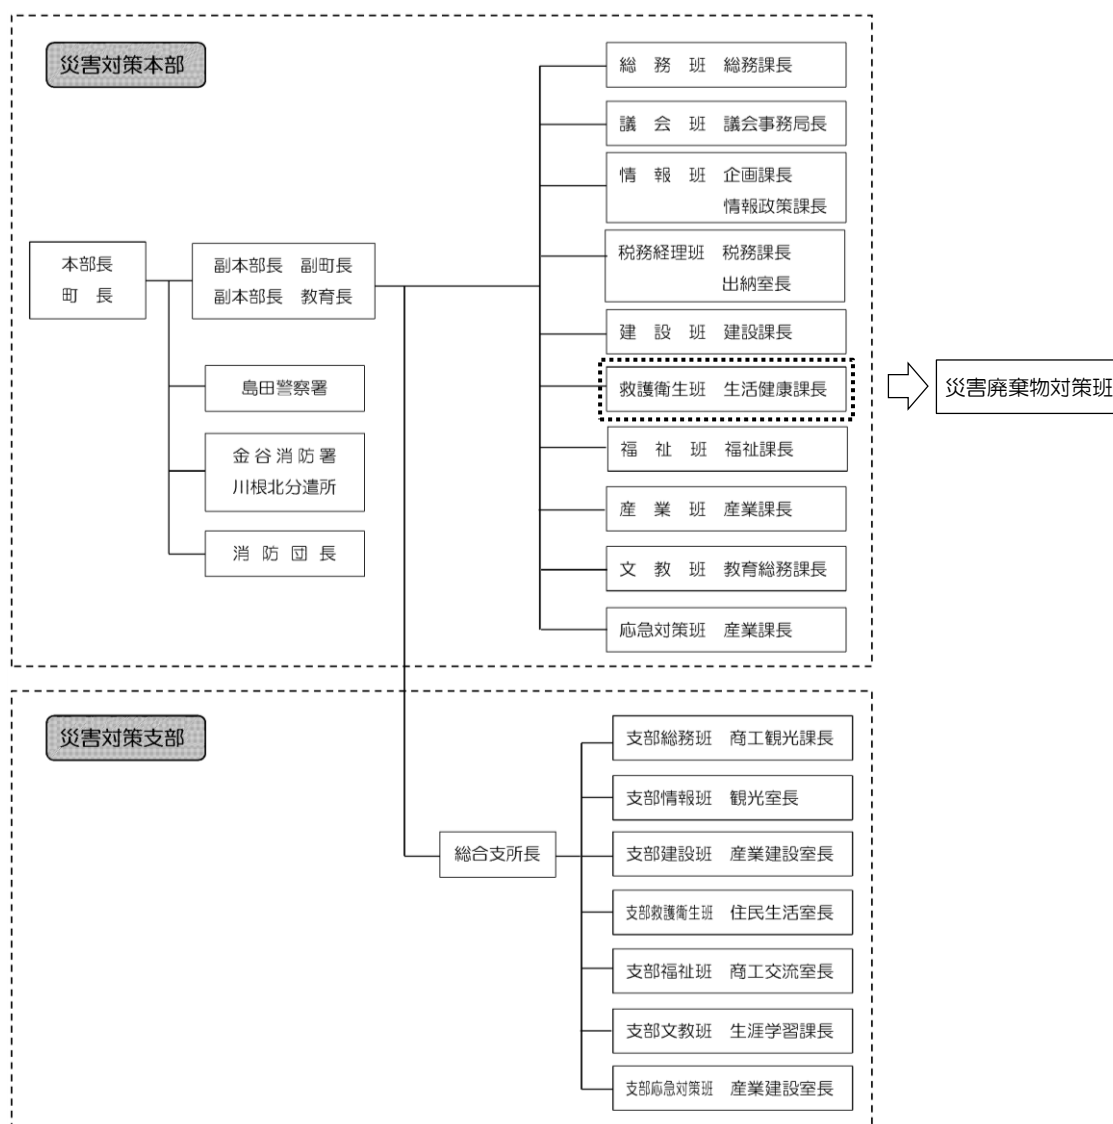 災害対策本部
総務班 総務課長
議会班 議会事務局長
情報班 企画課長
情報政策課長
税務経理班 税務課長
出納室長
建設班 建設課長
救護衛生班 生活健康課長
福祉班 福祉課長
産業班 産業課長
文教班 教育総務課長
応急対策班 産業課長
本部長
町長
副本部長 副町長
副本部長 教育長
島田警察署
金谷消防署
川根北分遣所
消防団長
災害廃棄物対策班
災害対策支部
総合支所長
支部総務班 商工観光課長
支部情報班 観光室長
支部建設班 産業建設室長
支部救護衛生班 住民生活室長
支部福祉班 商工交流室長
支部文教班 生涯学習課長
支部応急対策班 産業建設室長